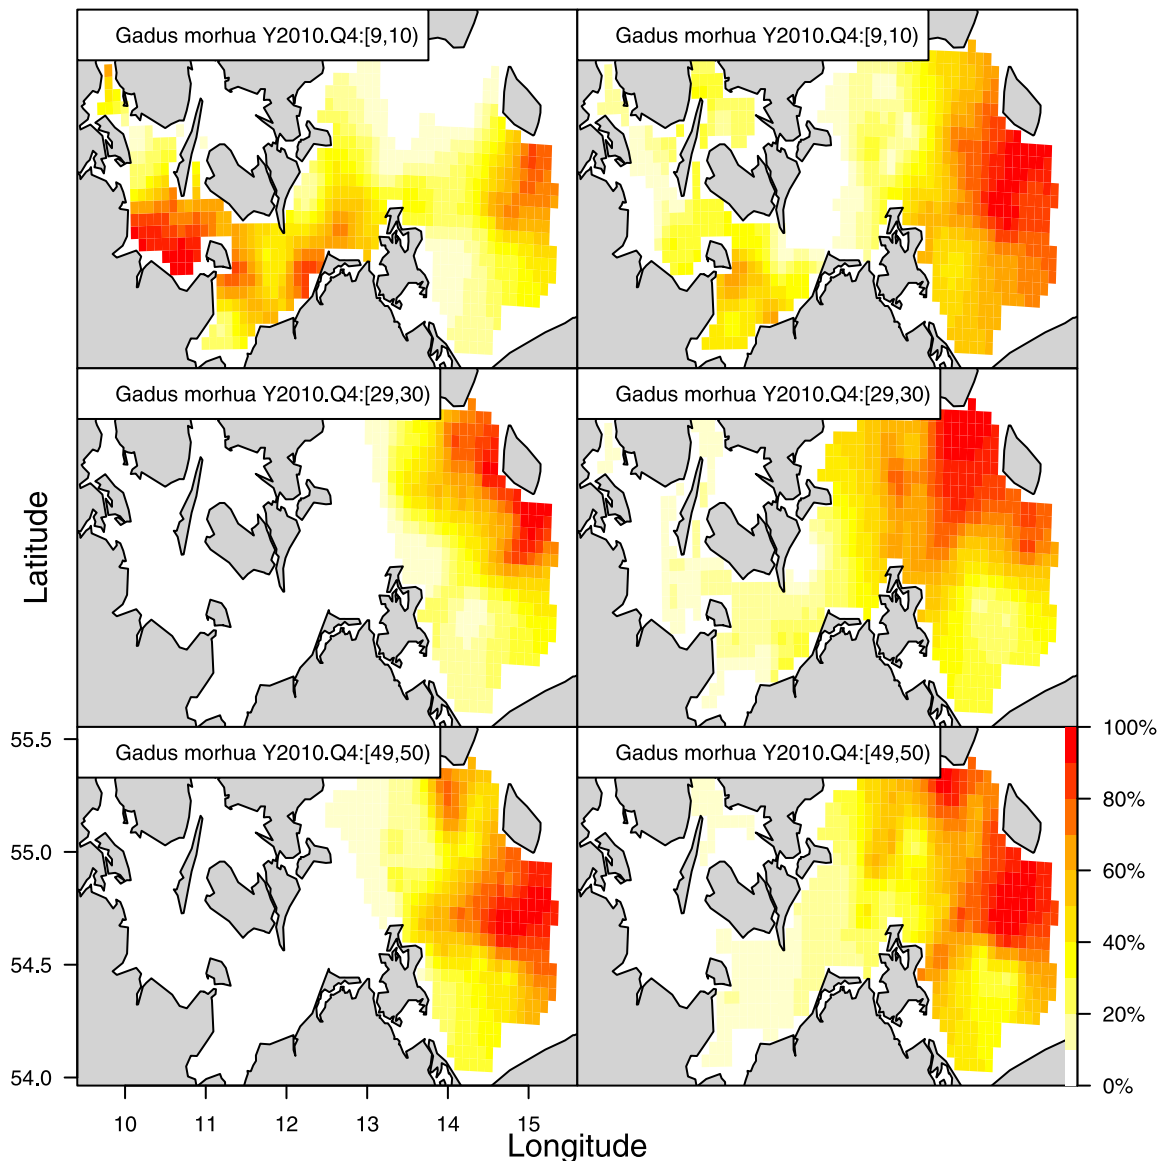 Gadus morhua Y2010.Q4:[9,10)
Gadus morhua Y2010.Q4:[9,10)
Gadus morhua Y2010.Q4:[29,30)
Gadus morhua Y2010.Q4:[29,30)
Latitude
Gadus morhua Y2010.Q4:[49,50)
Gadus morhua Y2010.Q4:[49,50)
55.5
55.0
54.5
54.0
100%
80%
60%
40%
20%
0%
10 11 12 13 14 15
Longitude